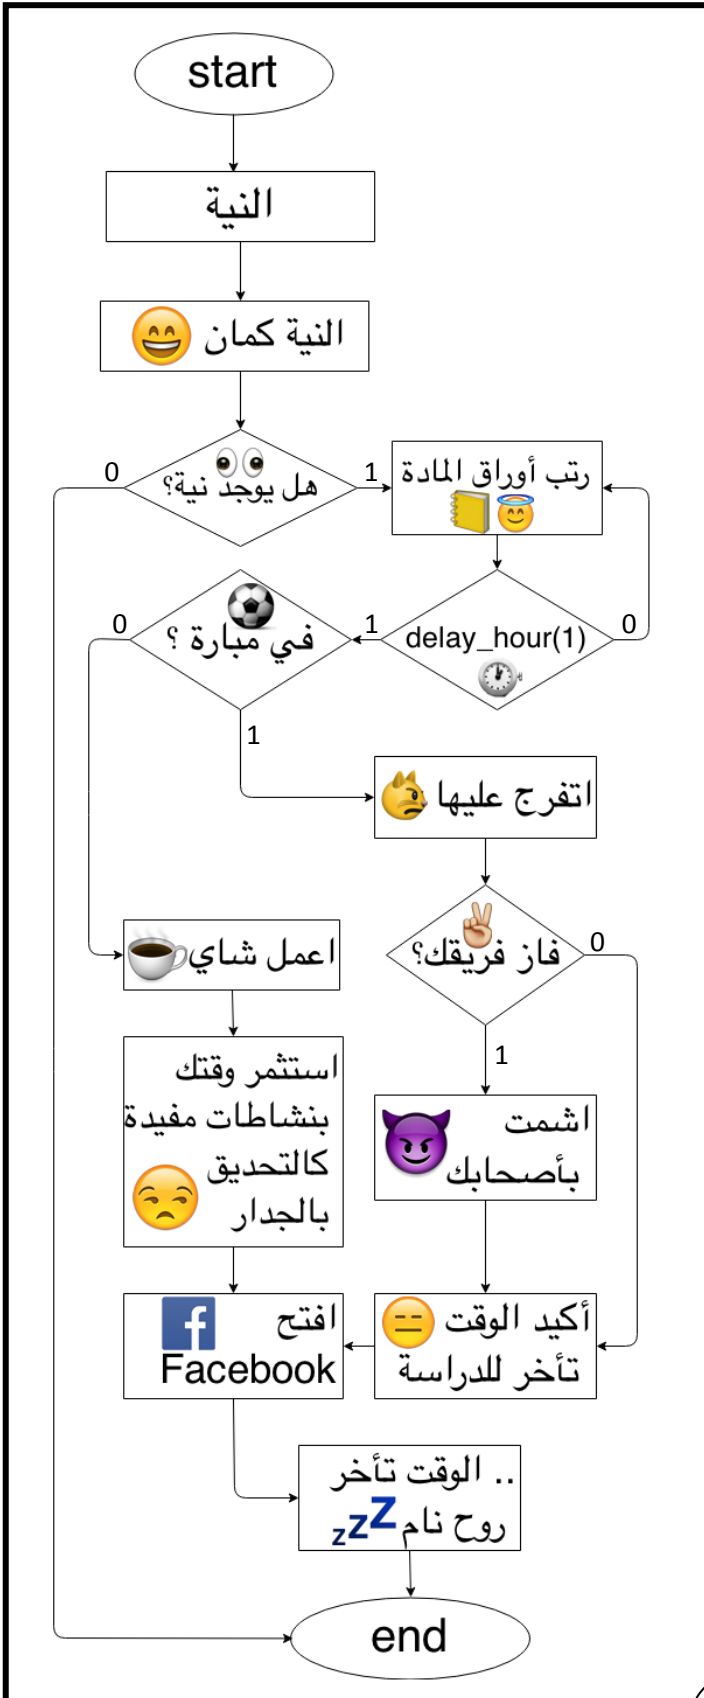 start
النية
النية كمان
هل يوجد نية؟
0
1
رتب أوراق المادة
في مبارة ؟
0
1
delay_hour(1)
1
0
اتفرج عليها
فاز فريقك؟
0
1
اعمل شاي
استثمر وقتك
بنشاطات مفيدة
كالتحديق
بالجدار
اشمت
بأصحابك
أكيد الوقت
تأخر للدراسة
افتح
Facebook
.. الوقت تأخر
روح نام
zzZ
end